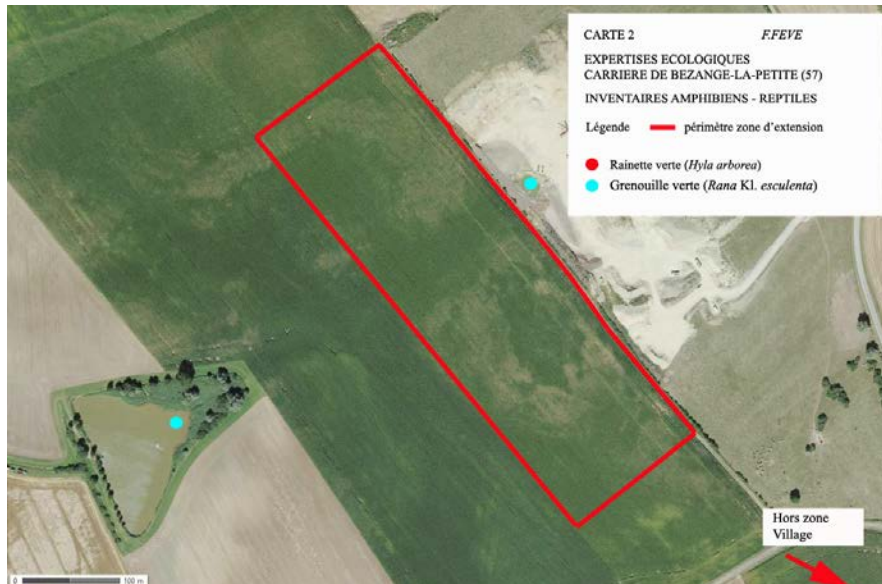 CARTE 2 F.FEVE
EXPERTISES ECOLOGIQUES
CARRIERE DE BEZANGE-LA-PETITE (57)
INVENTAIRES AMPHIBIENS - REPTILES
Légende périmètre zone d'extension
Rainette verte (Hyla arborea)
Grenouille verte (Rana Kl. esculenta)
Hors zone
Village
0 100 m